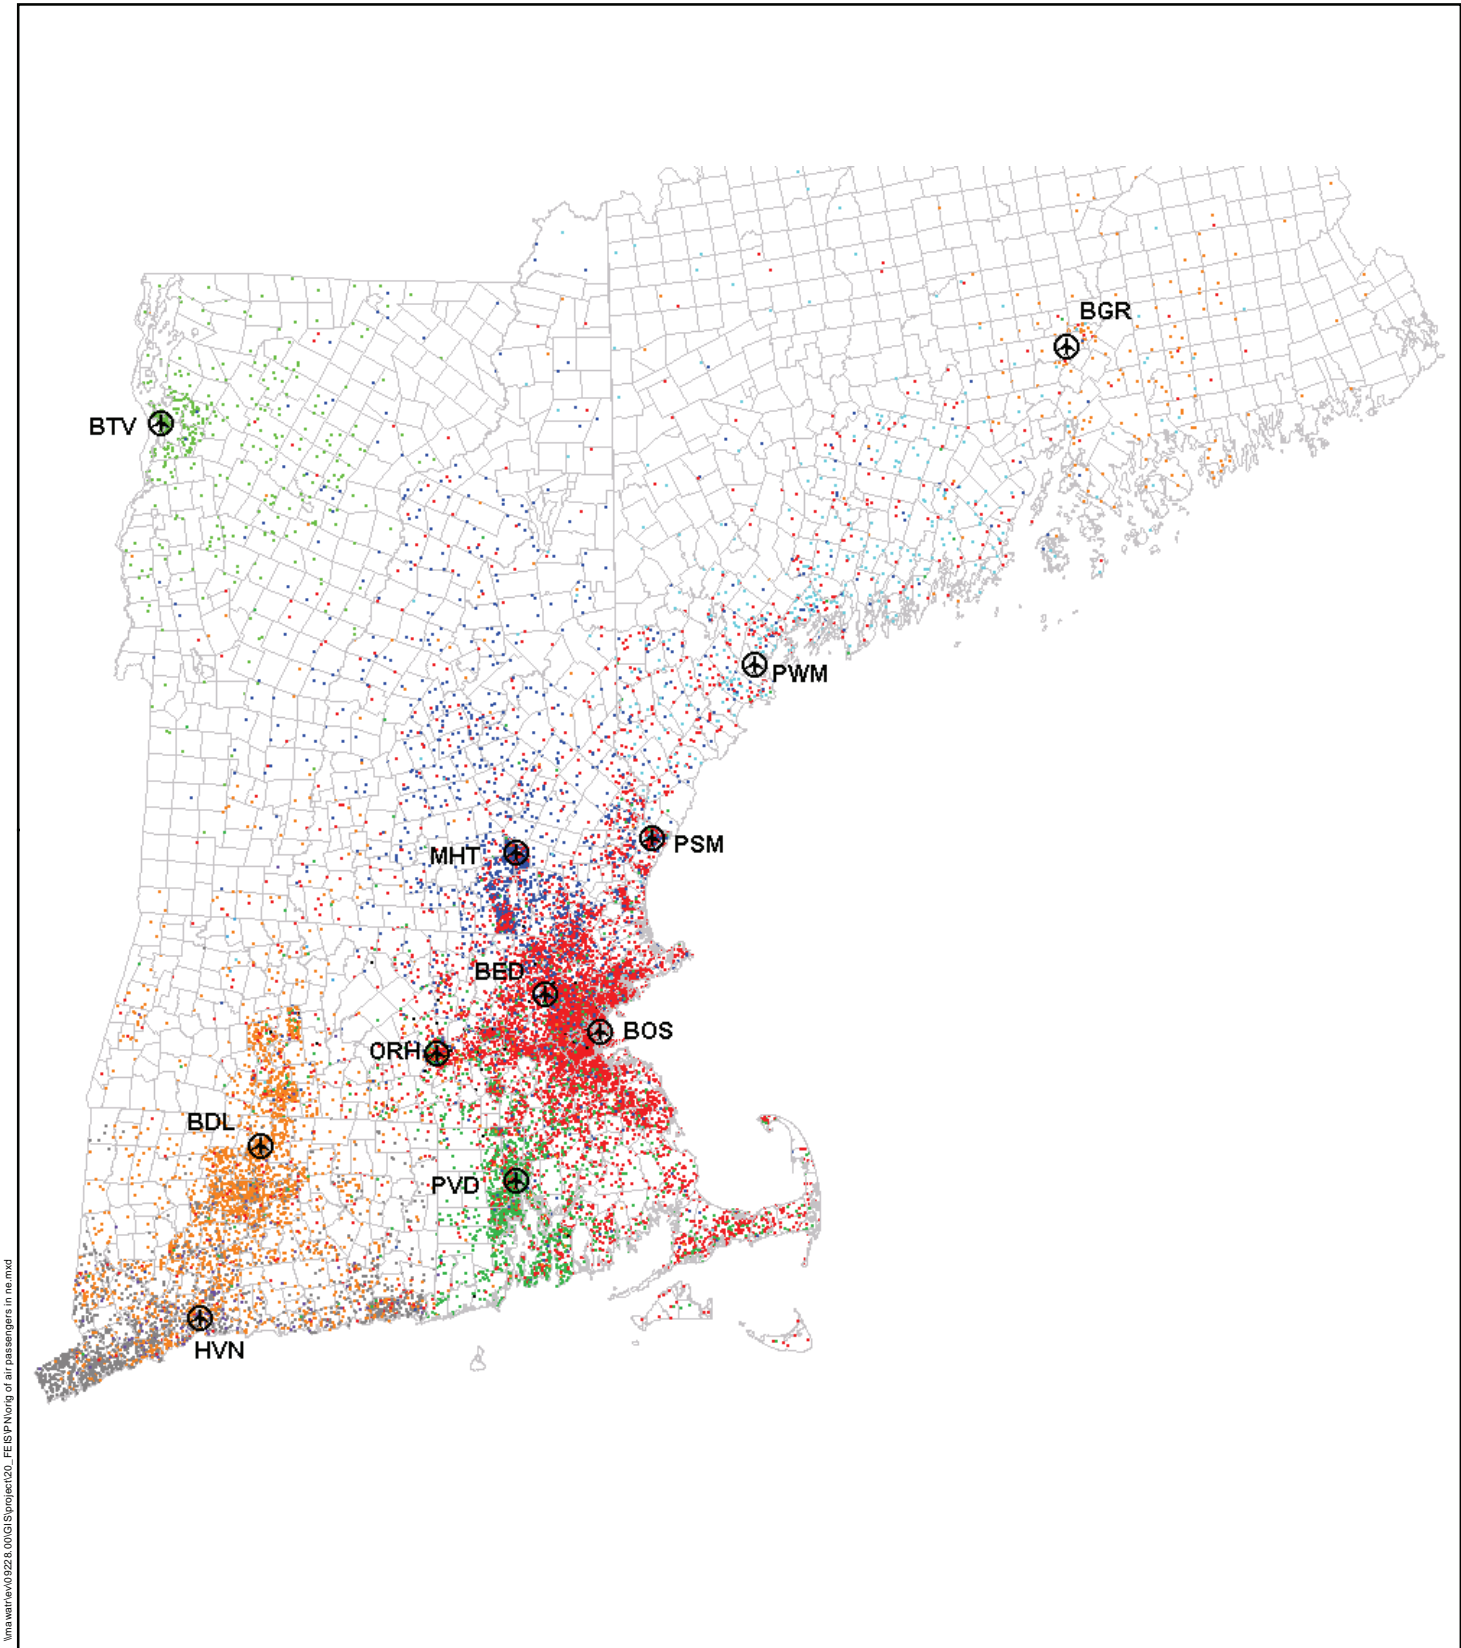 BGR
BTV
PWM
PSM
MHT
BED
BOS
ORH
BDL
PVD
HVN
\\mawatr\ev\09228.00\GIS\project\20_FEIS\PN\orig of air passengers in ne.mxd